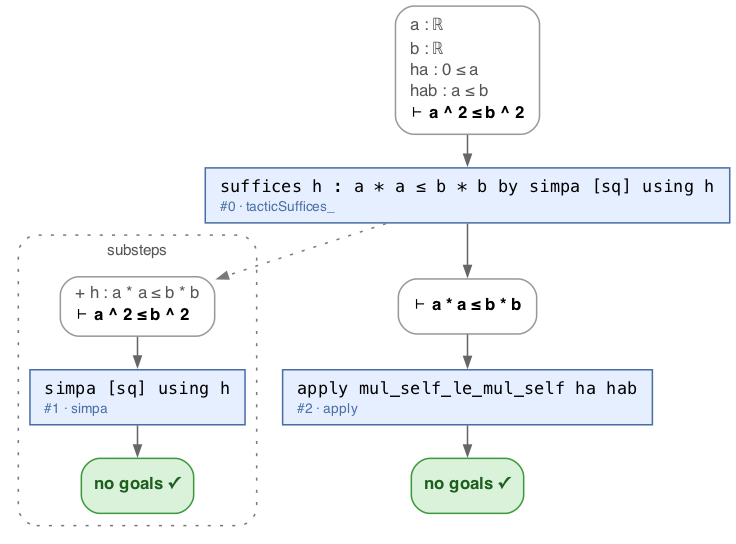 a : ℝ
b : ℝ
ha : 0 ≤ a
hab : a ≤ b
⊢ a ^ 2 ≤ b ^ 2
suffices h : a * a ≤ b * b by simpa [sq] using h
#0 · tacticSuffices_
substeps
+ h : a * a ≤ b * b
⊢ a ^ 2 ≤ b ^ 2
⊢ a * a ≤ b * b
simpa [sq] using h
#1 · simpa
apply mul_self_le_mul_self ha hab
#2 · apply
no goals ✓
no goals ✓